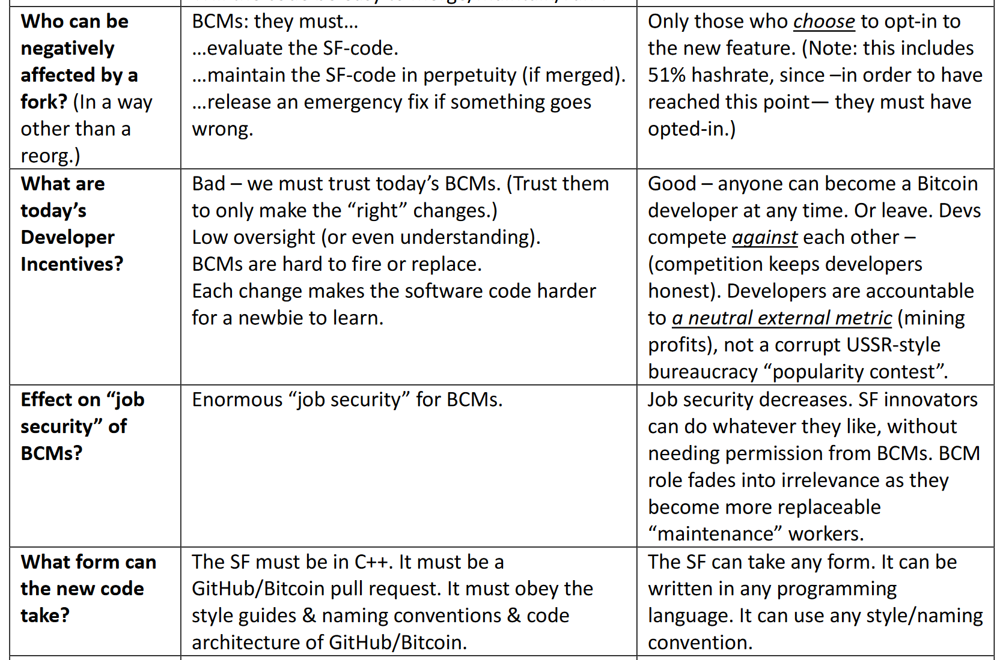 Who can be
negatively
affected by a
fork? (In a way
other than a
reorg.)
BCMs: they must...
...evaluate the SF-code.
...maintain the SF-code in perpetuity (if merged).
...release an emergency fix if something goes
wrong.
Only those who choose to opt-in to
the new feature. (Note: this includes
51% hashrate, since –in order to have
reached this point— they must have
opted-in.)
What are
today’s
Developer
Incentives?
Bad – we must trust today’s BCMs. (Trust them
to only make the “right” changes.)
Low oversight (or even understanding).
BCMs are hard to fire or replace.
Each change makes the software code harder
for a newbie to learn.
Good – anyone can become a Bitcoin
developer at any time. Or leave. Devs
compete against each other –
(competition keeps developers
honest). Developers are accountable
to a neutral external metric (mining
profits), not a corrupt USSR-style
bureaucracy “popularity contest”.
Effect on “job
security” of
BCMs?
Enormous “job security” for BCMs.
Job security decreases. SF innovators
can do whatever they like, without
needing permission from BCMs. BCM
role fades into irrelevance as they
become more replaceable
“maintenance” workers.
What form can
the new code
take?
The SF must be in C++. It must be a
GitHub/Bitcoin pull request. It must obey the
style guides & naming conventions & code
architecture of GitHub/Bitcoin.
The SF can take any form. It can be
written in any programming
language. It can use any style/naming
convention.